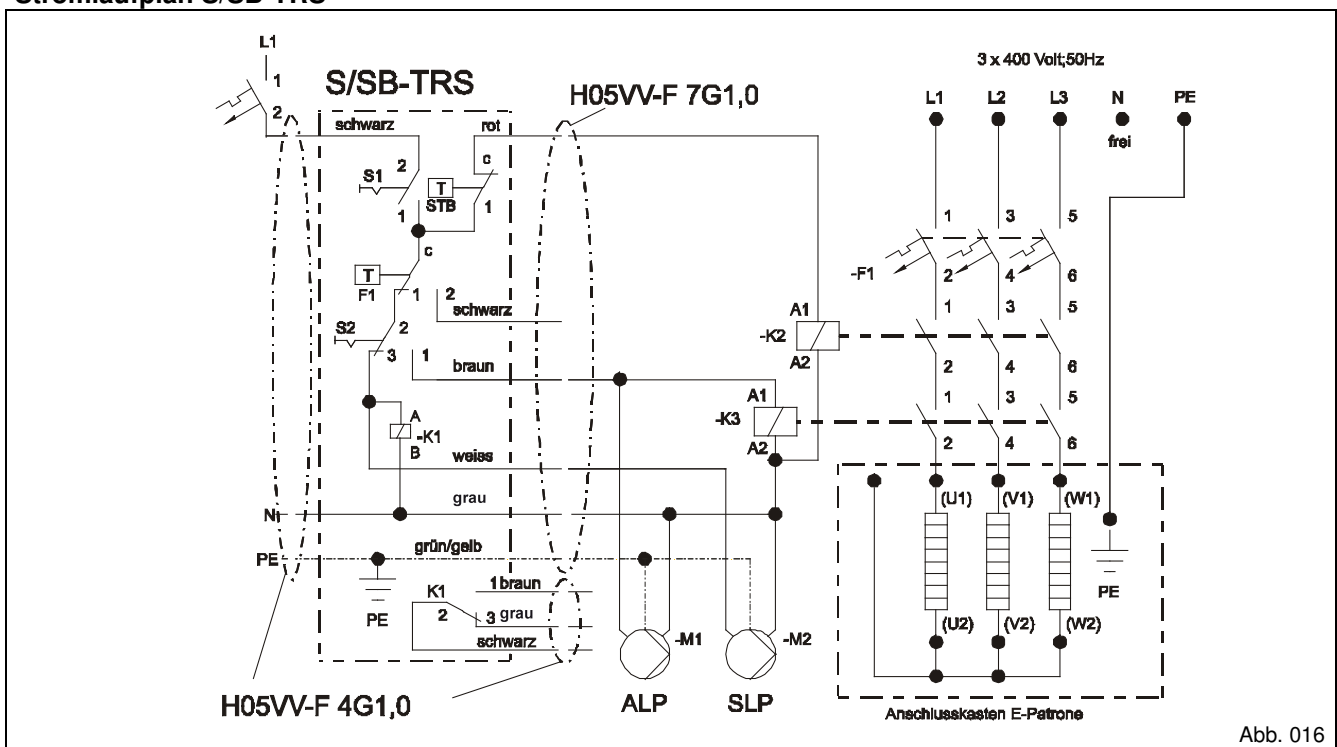 Stromlaufplan S/SB-TRS
L1
1
2
S/SB-TRS
H05VV-F 7G1,0
3 x 400 Volt;50Hz
L1 L2 L3 N PE
frei
schwarz
rot
2
S1
1
T
STB
c
1
c
T
F1
1
2
schwarz
S2
2
3
1
braun
A
-K1
B
weiss
grau
N
grün/gelb
PE
PE
K1
2
1 braun
3 grau
schwarz
H05VV-F 4G1,0
-M1
-M2
ALP
SLP
A1
-K2
A2
A1
-K3
A2
1 3 5
-F1
2 4 6
1 3 5
2 4 6
1 3 5
2 4 6
(U1) (V1) (W1)
PE
(U2) (V2) (W2)
Anschlusskasten E-Patrone
Abb. 016